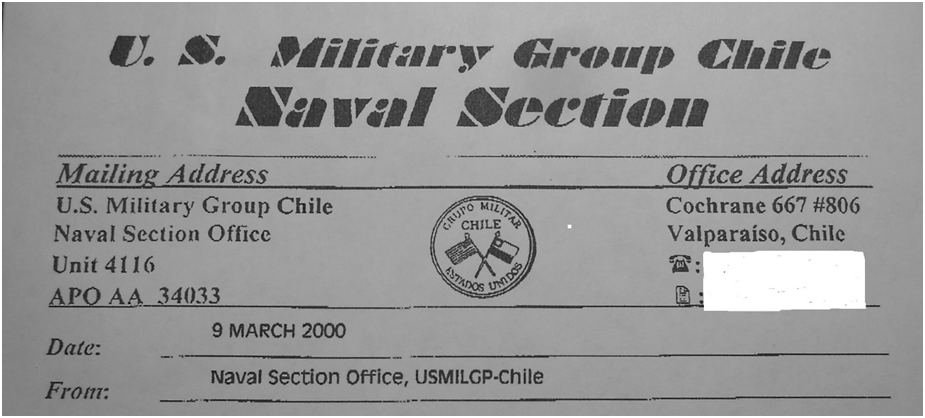 U. S. Military Group Chile
Naval Section
Mailing Address
U.S. Military Group Chile
Naval Section Office
Unit 4116
APO AA 34033
GRUPO MILITAR
CHILE
ESTADOS UNIDOS
Office Address
Cochrane 667 #806
Valparaíso, Chile
☎:
:
Date: 9 MARCH 2000
From: Naval Section Office, USMILGP-Chile